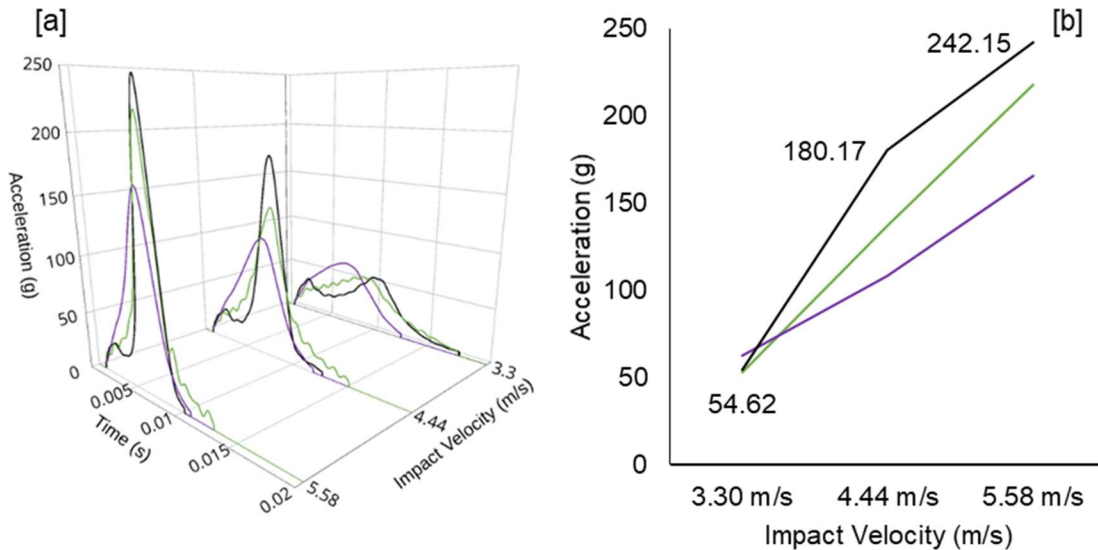 [a]
250
200
150
100
50
0
Acceleration (g)
0.005
0.01
0.015
0.02
Time (s)
3.3
4.44
5.58
Impact Velocity (m/s)
[b]
250
200
150
100
50
0
Acceleration (g)
242.15
180.17
54.62
3.30 m/s 4.44 m/s 5.58 m/s
Impact Velocity (m/s)